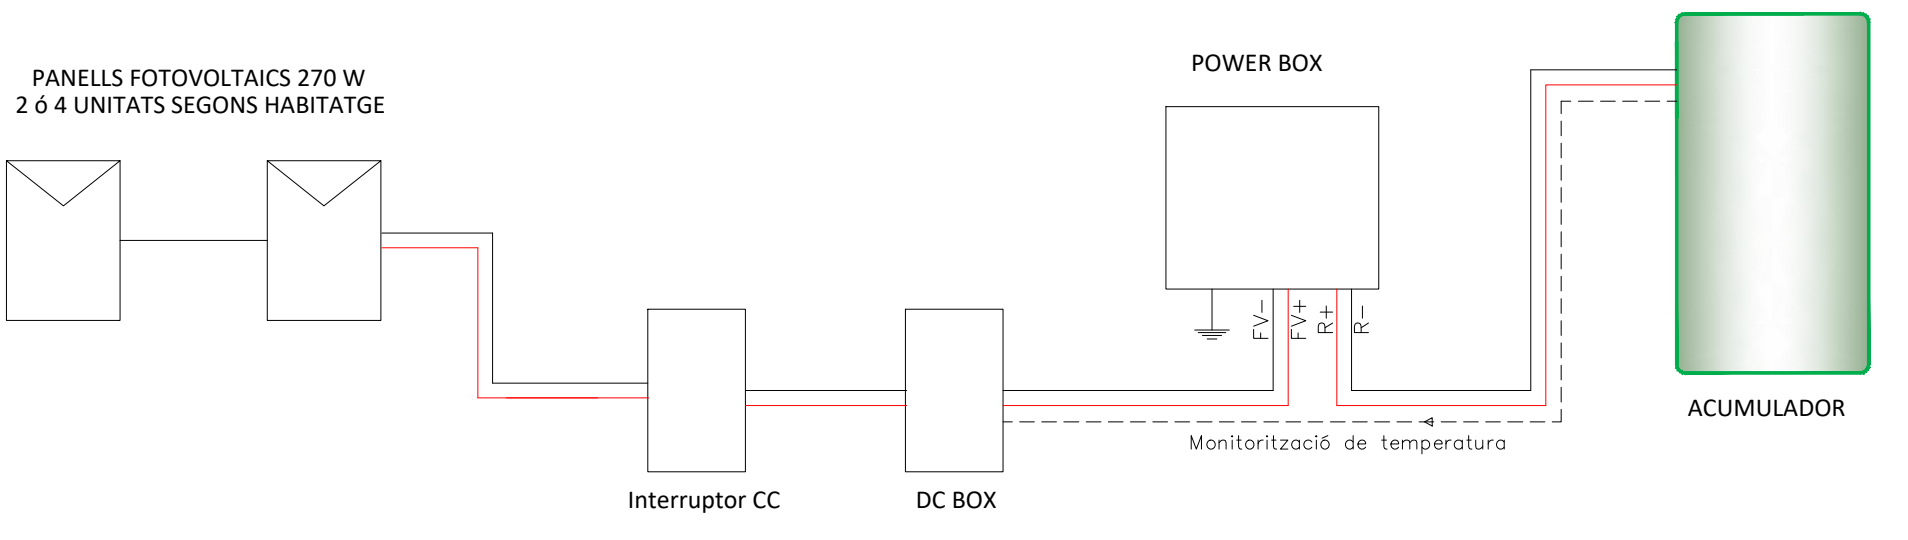 PANELLS FOTOVOLTAICS 270 W
2 ó 4 UNITATS SEGONS HABITATGE
POWER BOX
FV-
FV+
R+
R-
ACUMULADOR
Monitorització de temperatura
Interruptor CC
DC BOX